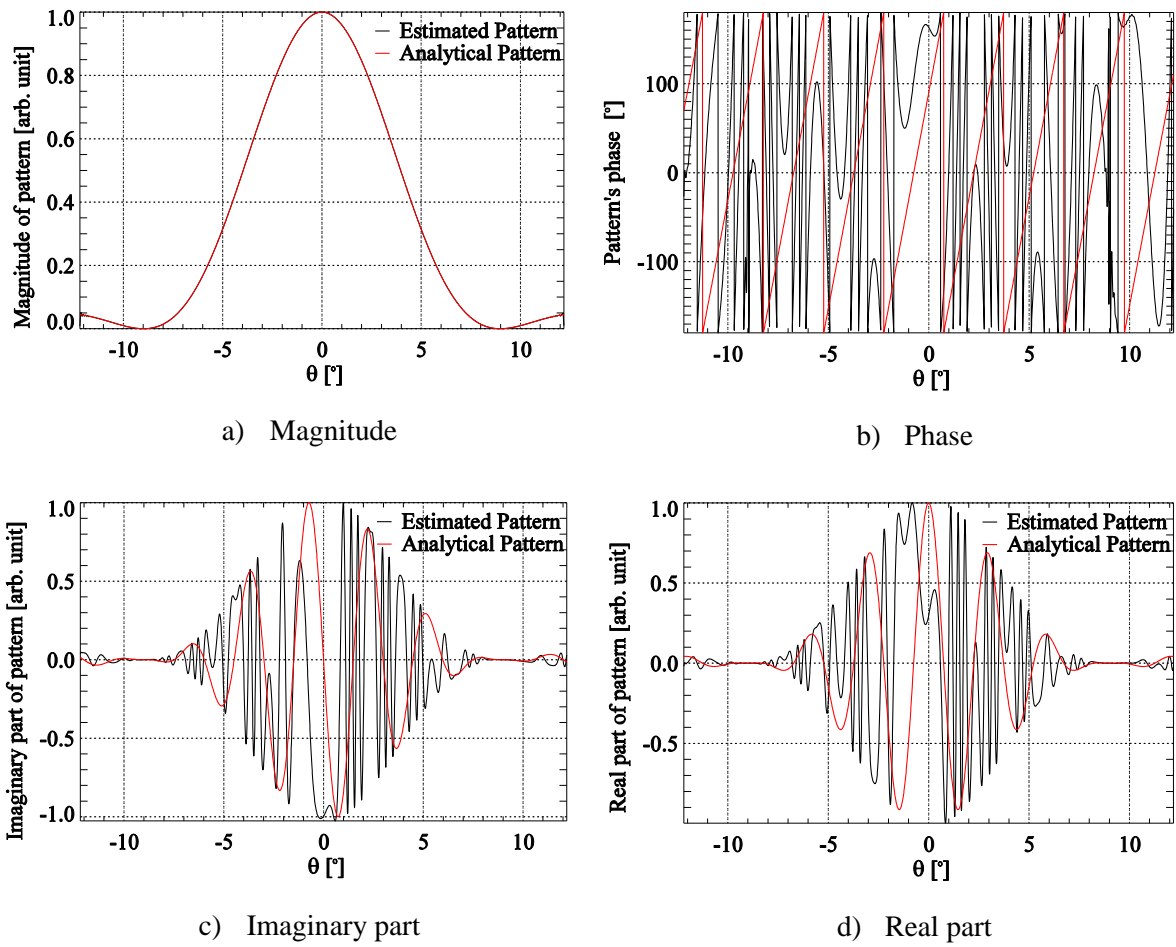 Magnitude of pattern [arb. unit]
1.0
0.8
0.6
0.4
0.2
0.0
Estimated Pattern
Analytical Pattern
-10
-5
0
5
10
θ [°]
a) Magnitude
Pattern's phase [°]
100
0
-100
-10
-5
0
5
10
θ [°]
b) Phase
Imaginary part of pattern [arb. unit]
1.0
0.5
0.0
-0.5
-1.0
Estimated Pattern
Analytical Pattern
-10
-5
0
5
10
θ [°]
c) Imaginary part
Real part of pattern [arb. unit]
1.0
0.5
0.0
-0.5
Estimated Pattern
Analytical Pattern
-10
-5
0
5
10
θ [°]
d) Real part